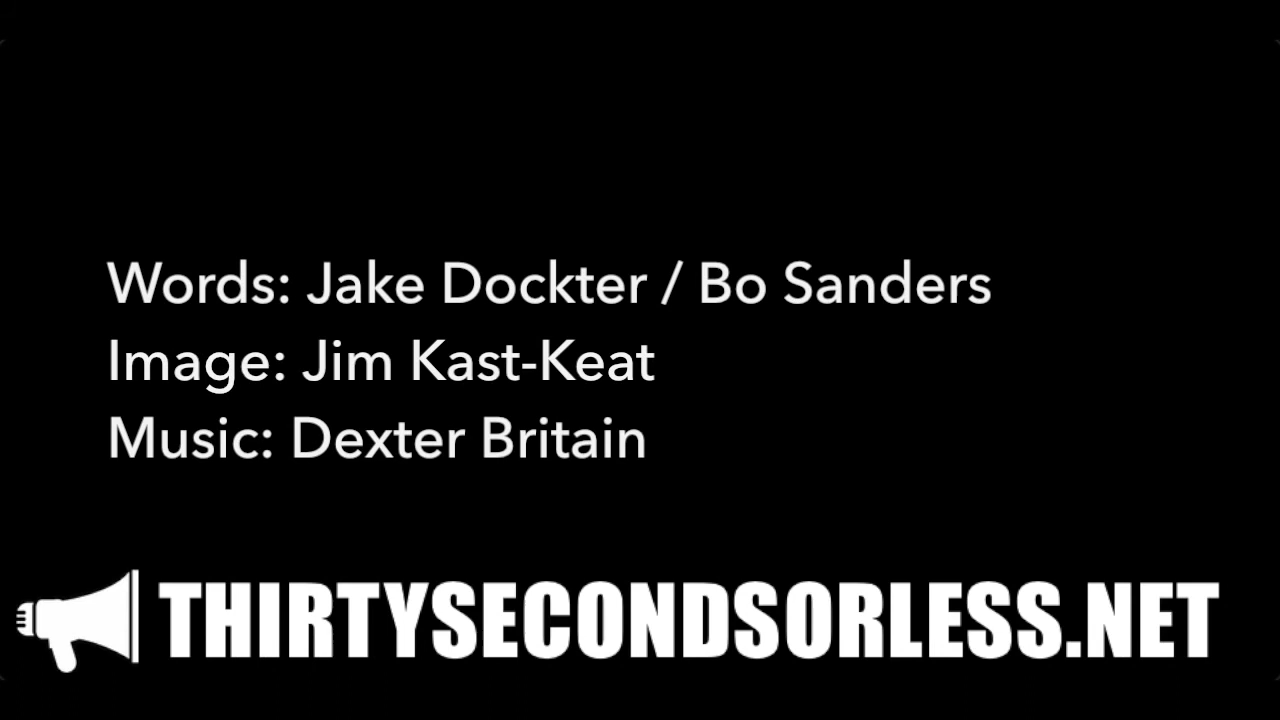 Words: Jake Dockter / Bo Sanders
Image: Jim Kast-Keat
Music: Dexter Britain
THIRTYSECONDSORLESS.NET